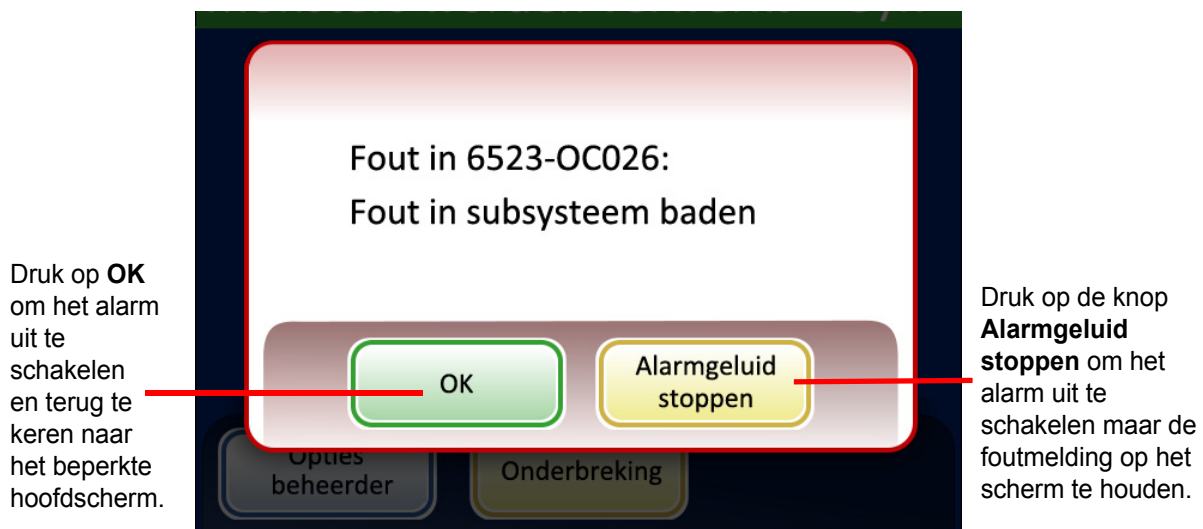 Fout in 6523-OC026:
Fout in subsysteem baden
OK
Alarmgeluid
stoppen
Opties
beheerder
Onderbreking
Druk op OK
om het alarm
uit te
schakelen
en terug te
keren naar
het beperkte
hoofdscherm.
Druk op de knop
Alarmgeluid
stoppen om het
alarm uit te
schakelen maar de
foutmelding op het
scherm te houden.